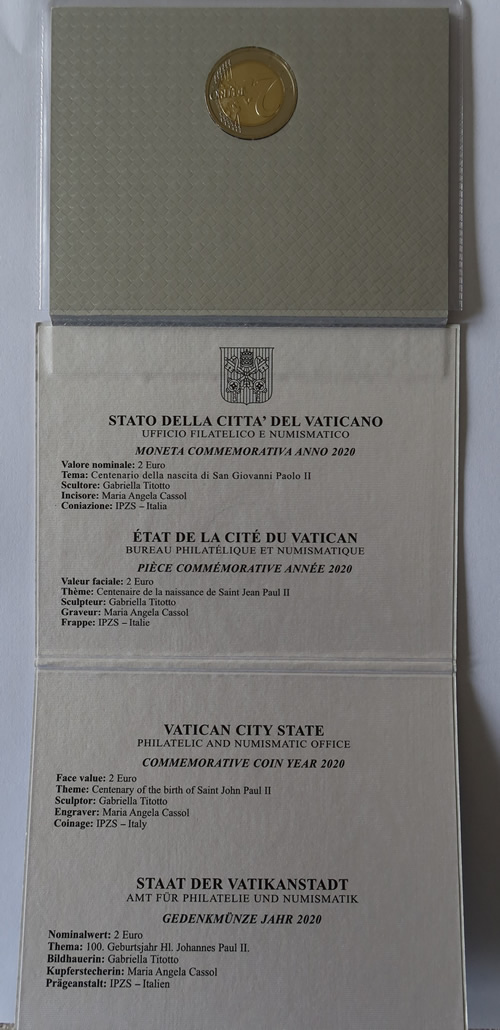 2
STATO DELLA CITTA' DEL VATICANO
UFFICIO FILATELICO E NUMISMATICO
MONETA COMMEMORATIVA ANNO 2020
Valore nominale: 2 Euro
Tema: Centenario della nascita di San Giovanni Paolo II
Scultore: Gabriella Titotto
Incisore: Maria Angela Cassol
Coniazione: IPZS – Italia
ÉTAT DE LA CITÉ DU VATICAN
BUREAU PHILATÉLIQUE ET NUMISMATIQUE
PIÈCE COMMÉMORATIVE ANNÉE 2020
Valeur faciale: 2 Euro
Thème: Centenaire de la naissance de Saint Jean Paul II
Sculpteur: Gabriella Titotto
Graveur: Maria Angela Cassol
Frappe: IPZS – Italie
VATICAN CITY STATE
PHILATELIC AND NUMISMATIC OFFICE
COMMEMORATIVE COIN YEAR 2020
Face value: 2 Euro
Theme: Centenary of the birth of Saint John Paul II
Sculptor: Gabriella Titotto
Engraver: Maria Angela Cassol
Coinage: IPZS – Italy
STAAT DER VATIKANSTADT
AMT FÜR PHILATELIE UND NUMISMATIK
GEDENKMÜNZE JAHR 2020
Nominalwert: 2 Euro
Thema: 100. Geburtsjahr Hl. Johannes Paul II.
Bildhauerin: Gabriella Titotto
Kupferstecherin: Maria Angela Cassol
Prägeanstalt: IPZS – Italien